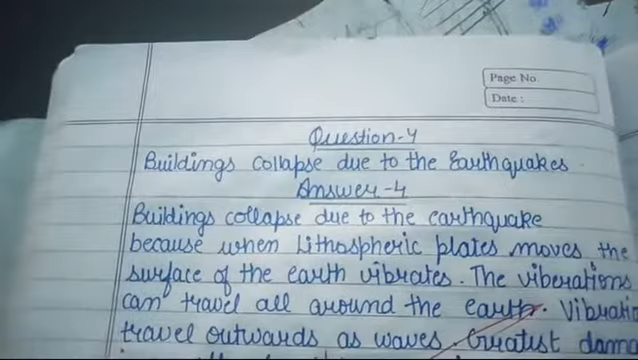 Page No.
Date :
Question-4
Buildings collapse due to the Earthquakes.
Answer-4
Buildings collapse due to the earthquake
because when Lithospheric plates moves the
surface of the earth vibrates. The viberations
can travel all around the earth. Vibratio
travel outwards as waves. Greatist dama